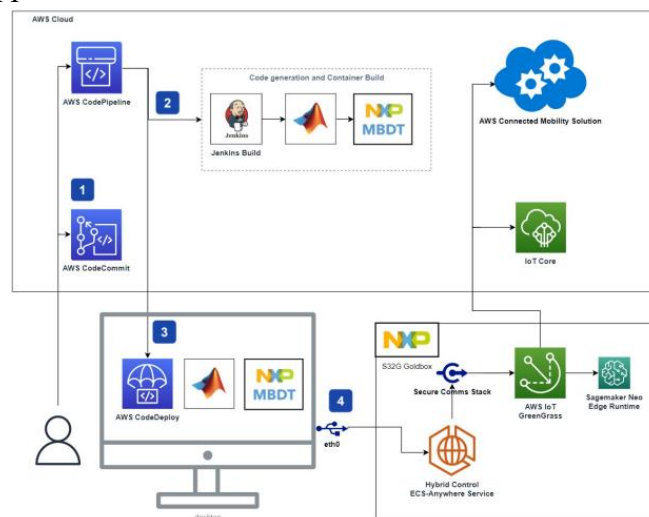 AWS Cloud
AWS CodePipeline
2
Code generation and Container Build
Jenkins
Jenkins Build
NXP
MBDT
AWS Connected Mobility Solution
1
AWS CodeCommit
IoT Core
3
AWS CodeDeploy
NXP
MBDT
4
eth0
NXP
S32G Goldbox
Secure Comms Stack
AWS IoT
GreenGrass
Sagemaker Neo
Edge Runtime
Hybrid Control
ECS-Anywhere Service